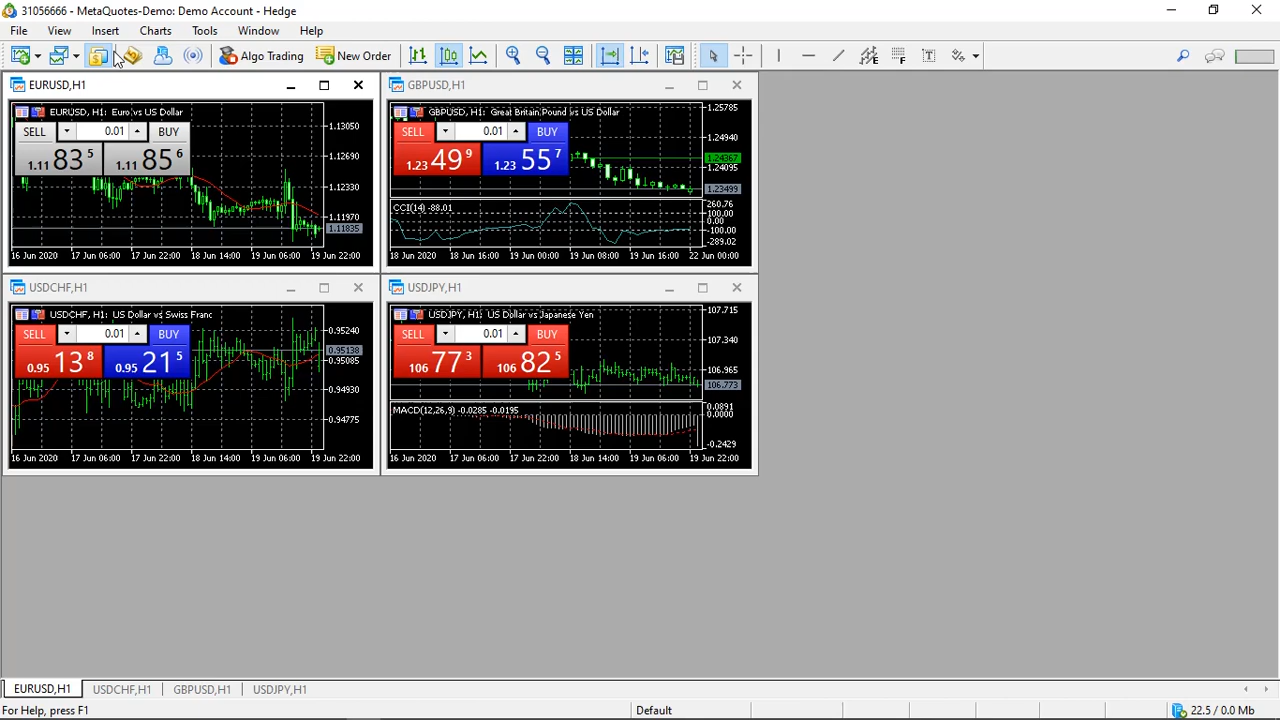 31056666 - MetaQuotes-Demo: Demo Account - Hedge
File View Insert Charts Tools Window Help
Algo Trading New Order
EURUSD,H1
EURUSD, H1: Euro vs US Dollar
SELL 0.01 BUY
1.11 83 5 1.11 85 6
1.13050
1.12690
1.12330
1.11970
1.11835
16 Jun 2020 17 Jun 06:00 17 Jun 22:00 18 Jun 14:00 19 Jun 06:00 19 Jun 22:00
GBPUSD,H1
GBPUSD, H1: Great Britain Pound vs US Dollar
SELL 0.01 BUY
1.23 49 9 1.23 55 7
1.25785
1.24940
1.24367
1.24095
1.23499
CCI(14) -88.01
260.76
100.00
0.00
-100.00
-289.02
18 Jun 2020 18 Jun 16:00 19 Jun 00:00 19 Jun 08:00 19 Jun 16:00 22 Jun 00:00
USDCHF,H1
USDCHF, H1: US Dollar vs Swiss Franc
SELL 0.01 BUY
0.95 13 8 0.95 21 5
0.95240
0.95138
0.95085
0.94930
0.94775
16 Jun 2020 17 Jun 06:00 17 Jun 22:00 18 Jun 14:00 19 Jun 06:00 19 Jun 22:00
USDJPY,H1
USDJPY, H1: US Dollar vs Japanese Yen
SELL 0.01 BUY
106 77 3 106 82 5
107.715
107.340
106.965
106.773
MACD(12,26,9) -0.0285 -0.0195
0.0891
0.0000
-0.2429
16 Jun 2020 17 Jun 06:00 17 Jun 22:00 18 Jun 14:00 19 Jun 06:00 19 Jun 22:00
EURUSD,H1 USDCHF,H1 GBPUSD,H1 USDJPY,H1
For Help, press F1 Default 22.5 / 0.0 Mb